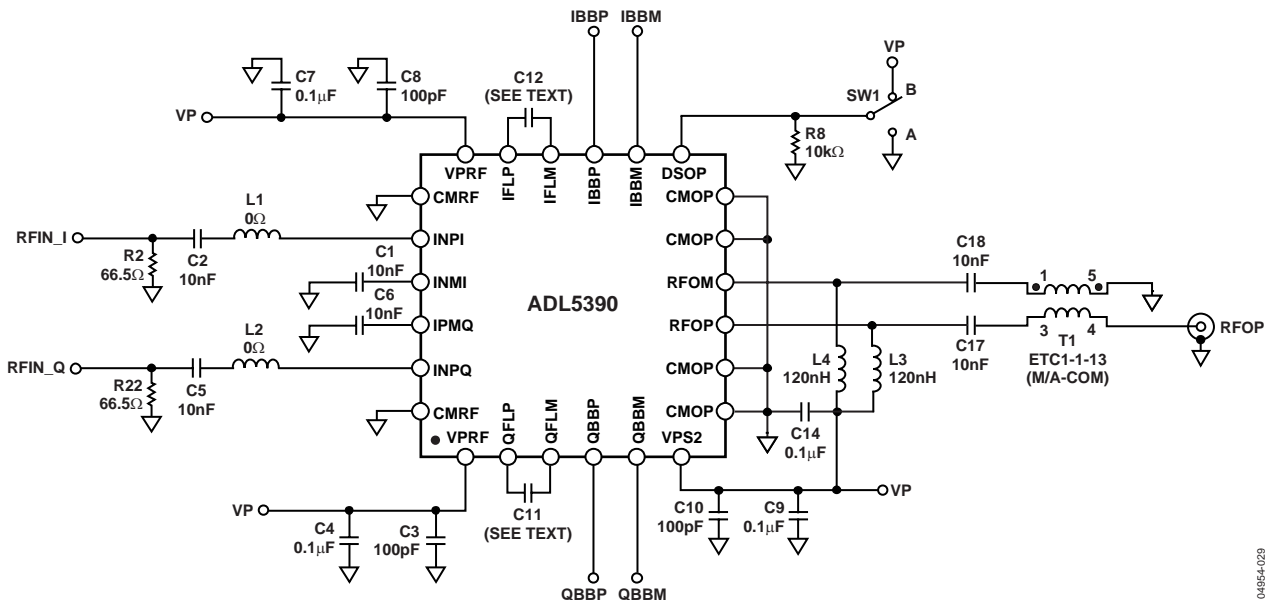 IBBP IBBM
VP
C7
0.1μF
C8
100pF
C12
(SEE TEXT)
SW1
B
A
VP
R8
10kΩ
VPRF
IFLP
IFLM
IBBP
IBBM
DSOP
CMRF
CMOP
L1
0Ω
RFIN_I
INPI
CMOP
R2
66.5Ω
C2
10nF
C1
10nF
INMI
RFOM
C18
10nF
1
5
C6
10nF
ADL5390
IPMQ
RFOP
C17
10nF
3
4
T1
ETC1-1-13
(M/A-COM)
RFOP
L2
0Ω
RFIN_Q
INPQ
CMOP
L4
120nH
L3
120nH
R22
66.5Ω
C5
10nF
CMRF
CMOP
C14
0.1μF
VPRF
QFLP
QFLM
QBBP
QBBM
VPS2
VP
C4
0.1μF
C3
100pF
C11
(SEE TEXT)
C10
100pF
C9
0.1μF
VP
QBBP QBBM
04954-029